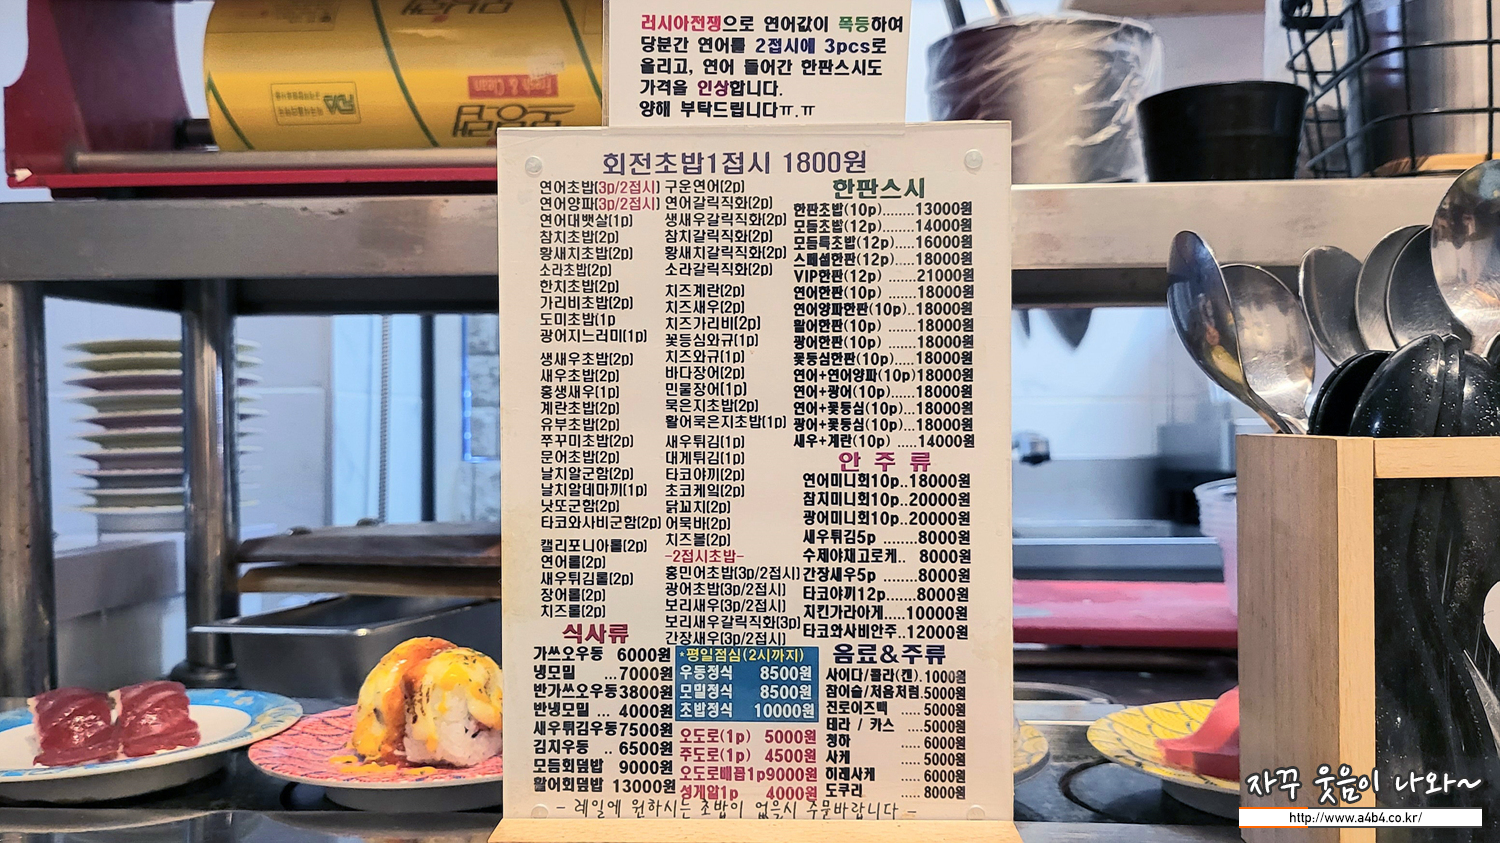 Fresh & Clean
러시아전쟁으로 연어값이 폭등하여
당분간 연어를 2접시에 3pcs로
올리고, 연어 들어간 한판스시도
가격을 인상합니다.
양해 부탁드립니다ㅠ.ㅠ
회전초밥1접시 1800원
연어초밥(3p/2접시)
연어양파(3p/2접시)
연어대뱃살(1p)
참치초밥(2p)
황새치초밥(2p)
소라초밥(2p)
한치초밥(2p)
가리비초밥(2p)
도미초밥(1p
광어지느러미(1p)
생새우초밥(2p)
새우초밥(2p)
홍생새우(1p)
계란초밥(2p)
유부초밥(2p)
쭈꾸미초밥(2p)
문어초밥(2p)
날치알군함(2p)
날치알데마끼(1p)
낫또군함(2p)
타코와사비군함(2p)
캘리포니아롤(2p)
연어롤(2p)
새우튀김롤(2p)
장어롤(2p)
치즈롤(2p)
구운연어(2p)
연어갈릭직화(2p)
생새우갈릭직화(2p)
참치갈릭직화(2p)
황새치갈릭직화(2p)
소라갈릭직화(2p)
치즈계란(2p)
치즈새우(2p)
치즈가리비(2p)
꽃등심와규(1p)
치즈와규(1p)
바다장어(2p)
민물장어(1p)
묵은지초밥(2p)
활어묵은지초밥(1p)
새우튀김(1p)
대게튀김(1p)
타코야끼(2p)
초코케익(2p)
닭꼬치(2p)
어묵바(2p)
치즈볼(2p)
-2접시초밥-
홍민어초밥(3p/2접시)
광어초밥(3p/2접시)
보리새우(3p/2접시)
보리새우갈릭직화(3p)
간장새우(3p/2접시)
한판스시
한판초밥(10p)........13000원
모듬초밥(12p)........14000원
모듬특초밥(12p)....16000원
스페셜한판(12p).....18000원
VIP한판(12p) ......21000원
연어한판(10p) ......18000원
연어양파한판(10p)..18000원
활어한판(10p) ......18000원
광어한판(10p) ......18000원
꽃등심한판(10p).....18000원
연어+연어양파(10p)18000원
연어+광어(10p)......18000원
연어+꽃등심(10p)...18000원
광어+꽃등심(10p)...18000원
새우+계란(10p) .....14000원
안 주 류
연어미니회10p..18000원
참치미니회10p..20000원
광어미니회10p..20000원
새우튀김5p ........8000원
수제야채고로케.. 8000원
간장새우5p ........8000원
타코야끼12p.......8000원
치킨가라아게.....10000원
타코와사비안주..12000원
식사류
가쓰오우동 6000원
냉모밀 ...7000원
반가쓰오우동3800원
반냉모밀 ... 4000원
새우튀김우동7500원
김치우동 .. 6500원
모듬회덮밥 9000원
활어회덮밥 13000원
*평일점심(2시까지)
우동정식 8500원
모밀정식 8500원
초밥정식 10000원
오도로(1p) 5000원
주도로(1p) 4500원
오도로배꼽1p9000원
성게알1p 4000원
음료&주류
사이다/콜라(캔).1000원
참이슬/처음처럼.5000원
진로이즈백 .....5000원
테라 / 카스 ....5000원
청하 .....6000원
사케 .....5000원
히레사케 .....6000원
도쿠리 .....8000원
- 레일에 원하시는 초밥이 없을시 주문바랍니다 -
자꾸 웃음이 나와~
http://www.a4b4.co.kr/